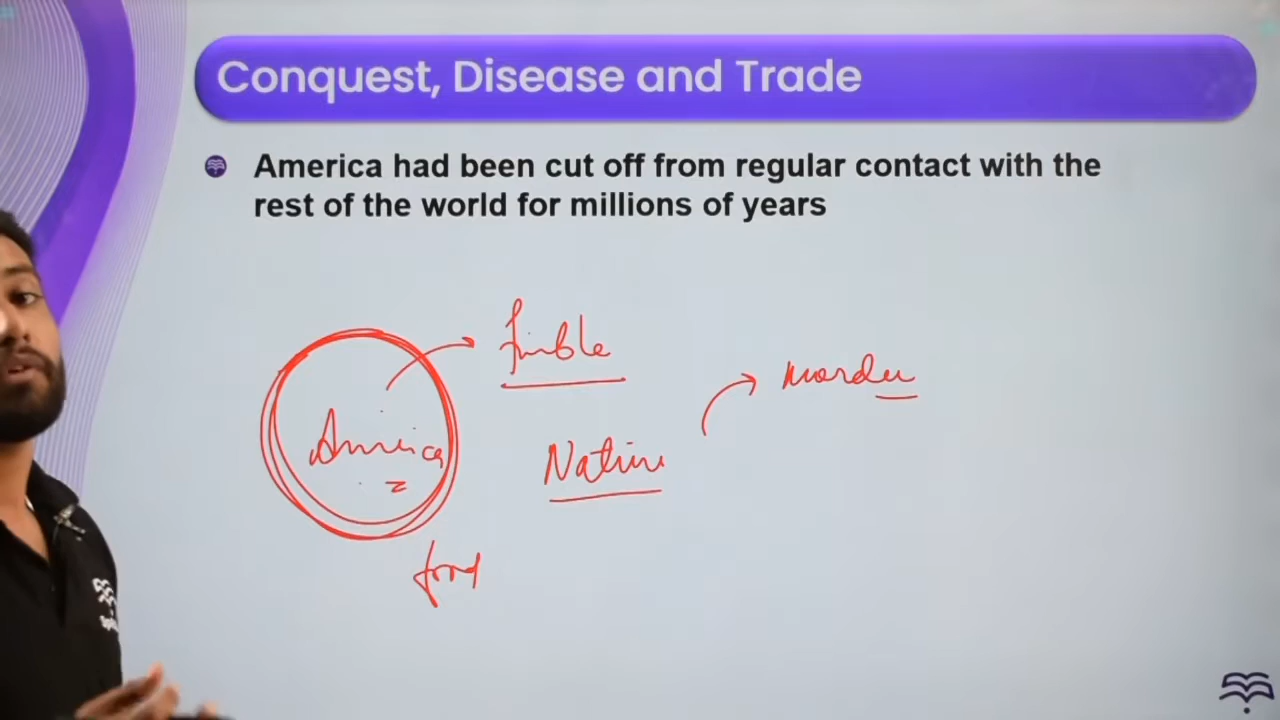 Conquest, Disease and Trade
America had been cut off from regular contact with the
rest of the world for millions of years
America
Native
food